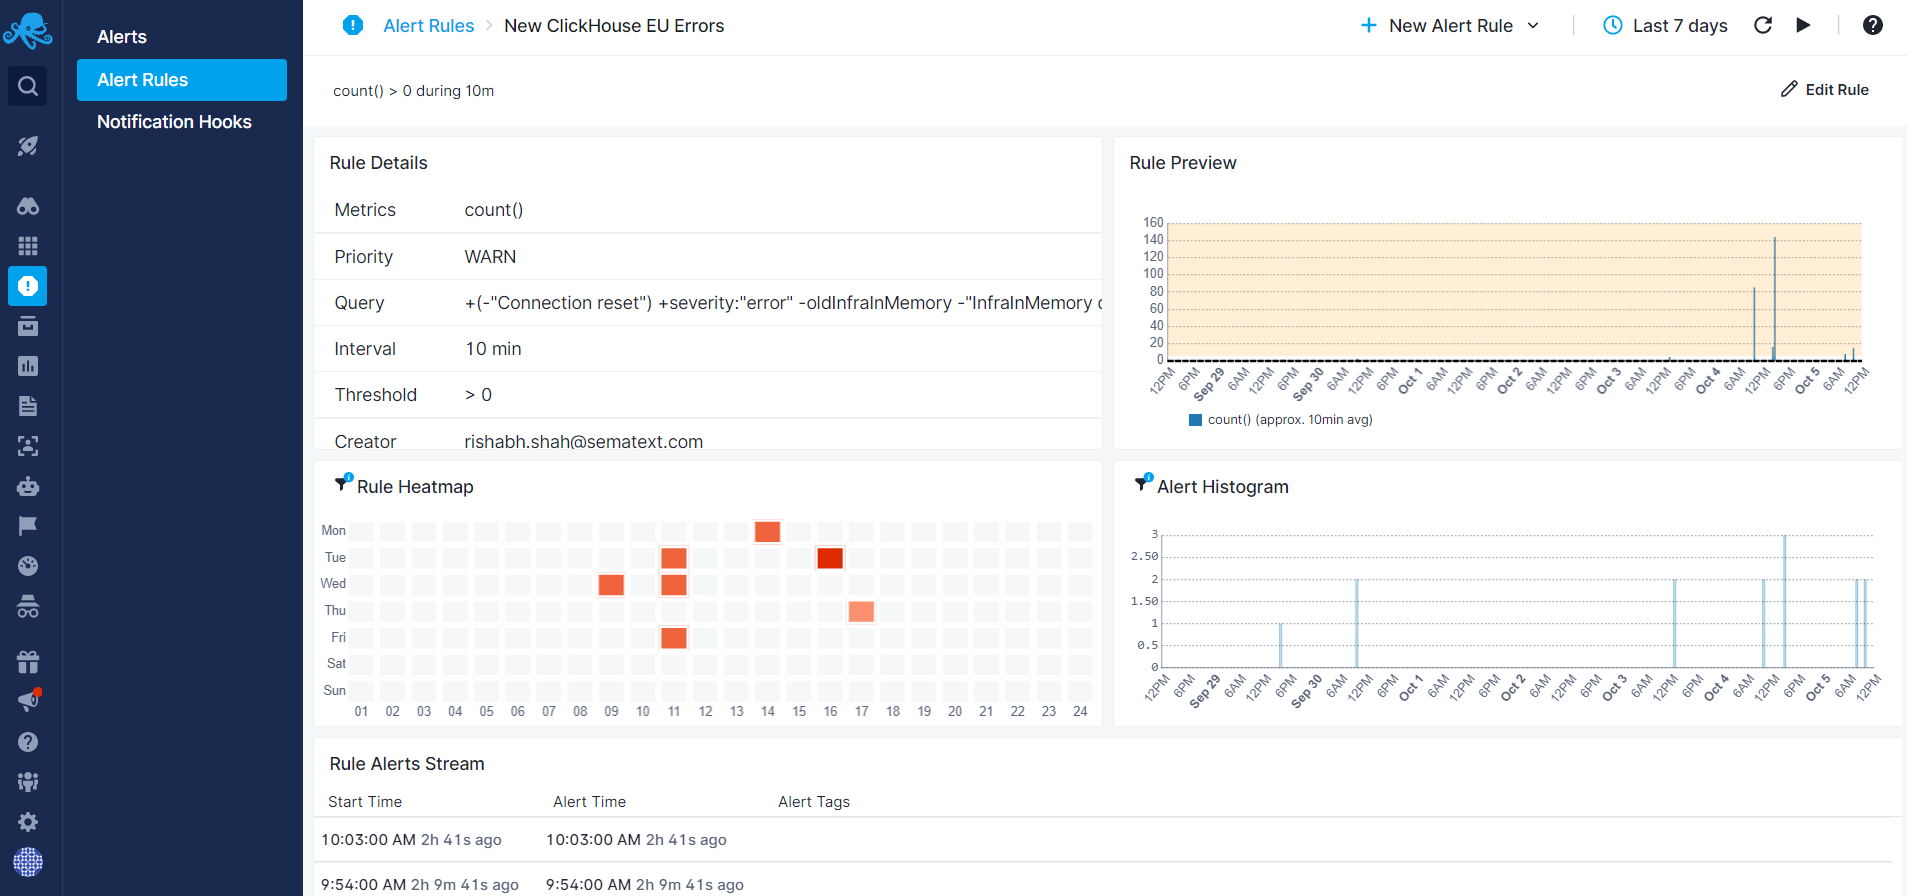 Alerts
Alert Rules
Notification Hooks
Alert Rules > New ClickHouse EU Errors
+ New Alert Rule
Last 7 days
count() > 0 during 10m
Edit Rule
Rule Details
Metrics count()
Priority WARN
Query +(-"Connection reset") +severity:"error" -oldInfraInMemory -"InfraInMemory
Interval 10 min
Threshold > 0
Creator rishabh.shah@sematext.com
Rule Preview
160
140
120
100
80
60
40
20
0
12PM 6PM Sep 29 6AM 12PM 6PM Sep 30 6AM 12PM 6PM Oct 1 6AM 12PM 6PM Oct 2 6AM 12PM 6PM Oct 3 6AM 12PM 6PM Oct 4 6AM 12PM 6PM Oct 5 6AM 12PM
count() (approx. 10min avg)
Rule Heatmap
Mon
Tue
Wed
Thu
Fri
Sat
Sun
01 02 03 04 05 06 07 08 09 10 11 12 13 14 15 16 17 18 19 20 21 22 23 24
Alert Histogram
3
2.50
2
1.50
1
0.5
0
12PM 6PM Sep 29 6AM 12PM 6PM Sep 30 6AM 12PM 6PM Oct 1 6AM 12PM 6PM Oct 2 6AM 12PM 6PM Oct 3 6AM 12PM 6PM Oct 4 6AM 12PM 6PM Oct 5 6AM 12PM
Rule Alerts Stream
Start Time Alert Time Alert Tags
10:03:00 AM 2h 41s ago 10:03:00 AM 2h 41s ago
9:54:00 AM 2h 9m 41s ago 9:54:00 AM 2h 9m 41s ago